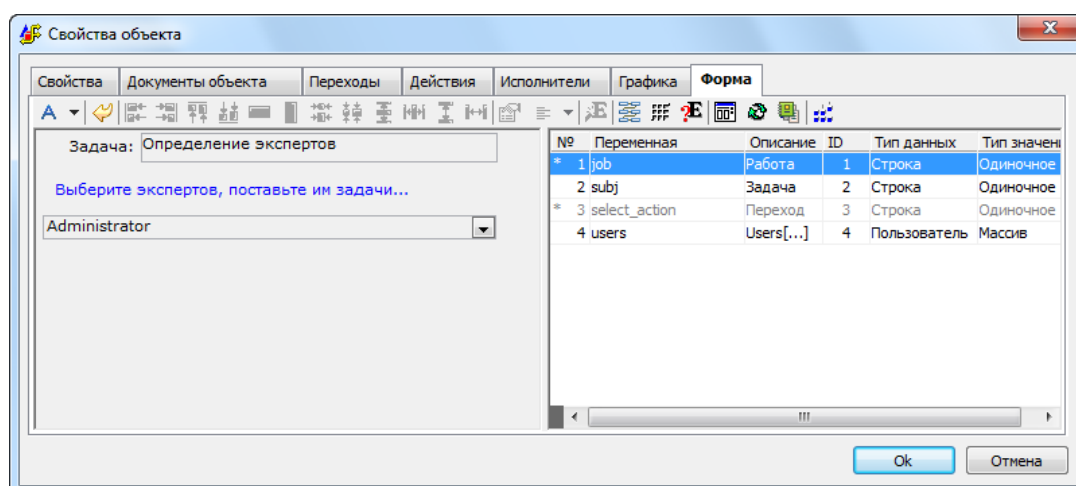 Свойства объекта
Свойства Документы объекта Переходы Действия Исполнители Графика Форма
Задача: Определение экспертов
Выберите экспертов, поставьте им задачи...
Administrator
№ Переменная Описание ID Тип данных Тип значени
* 1 job Работа 1 Строка Одиночное
2 subj Задача 2 Строка Одиночное
* 3 select_action Переход 3 Строка Одиночное
4 users Users[...] 4 Пользователь Массив
Ok Отмена